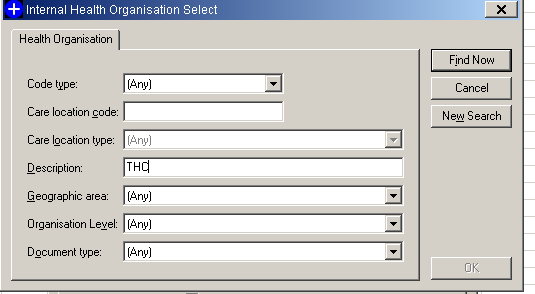 Internal Health Organisation Select
Health Organisation
Code type: (Any)
Find Now
Care location code:
Cancel
Care location type: (Any)
New Search
Description: THC
Geographic area: (Any)
Organisation Level: (Any)
Document type: (Any)
OK